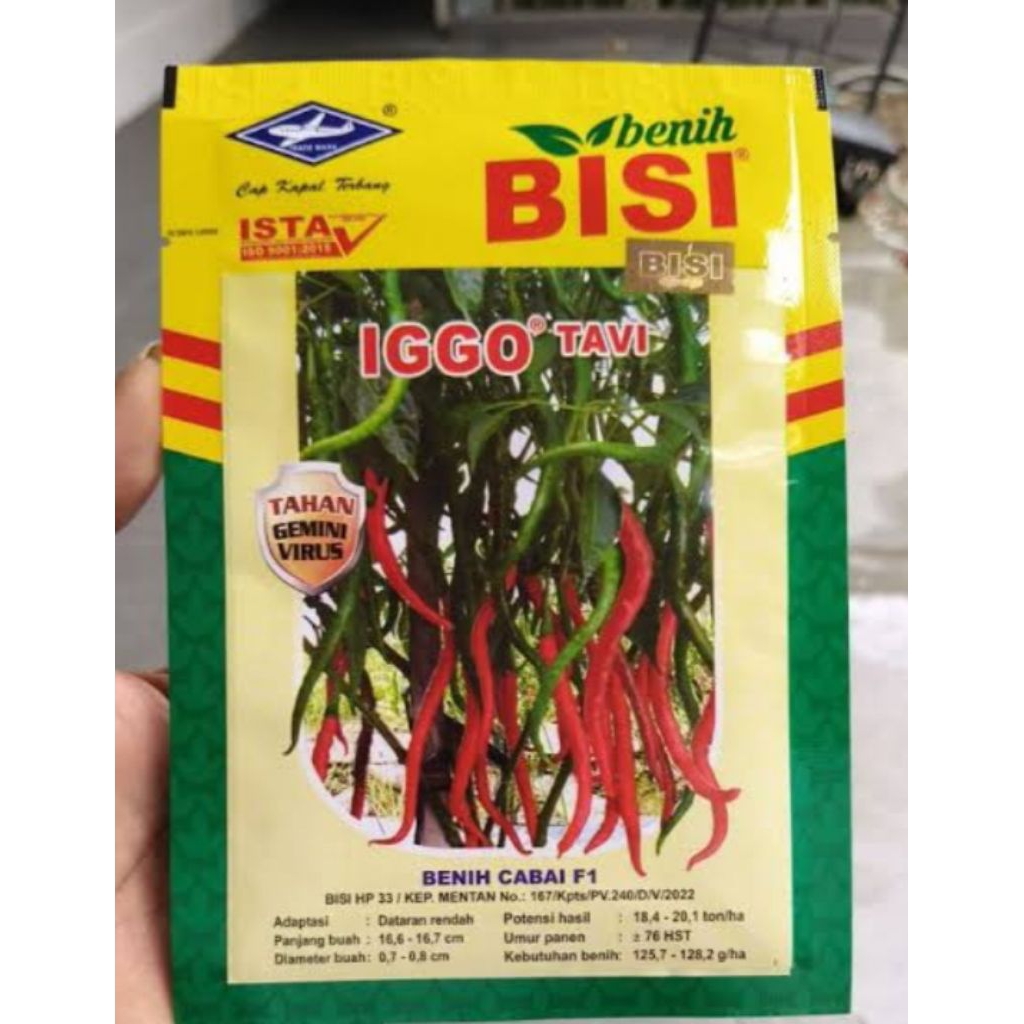 TRADE MARK
®
Cap Kapal Terbang
ISTA
ISO 9001:2015
benih
BISI®
BISI
IGGO® TAVI
TAHAN
GEMINI
VIRUS
BENIH CABAI F1
BISI HP 33 / KEP. MENTAN No.: 167/Kpts/PV.240/D/V/2022
Adaptasi : Dataran rendah
Panjang buah : 16,6 - 16,7 cm
Diameter buah : 0,7 - 0,8 cm
Potensi hasil : 18,4 - 20,1 ton/ha
Umur panen : ± 76 HST
Kebutuhan benih: 125,7 - 128,2 g/ha